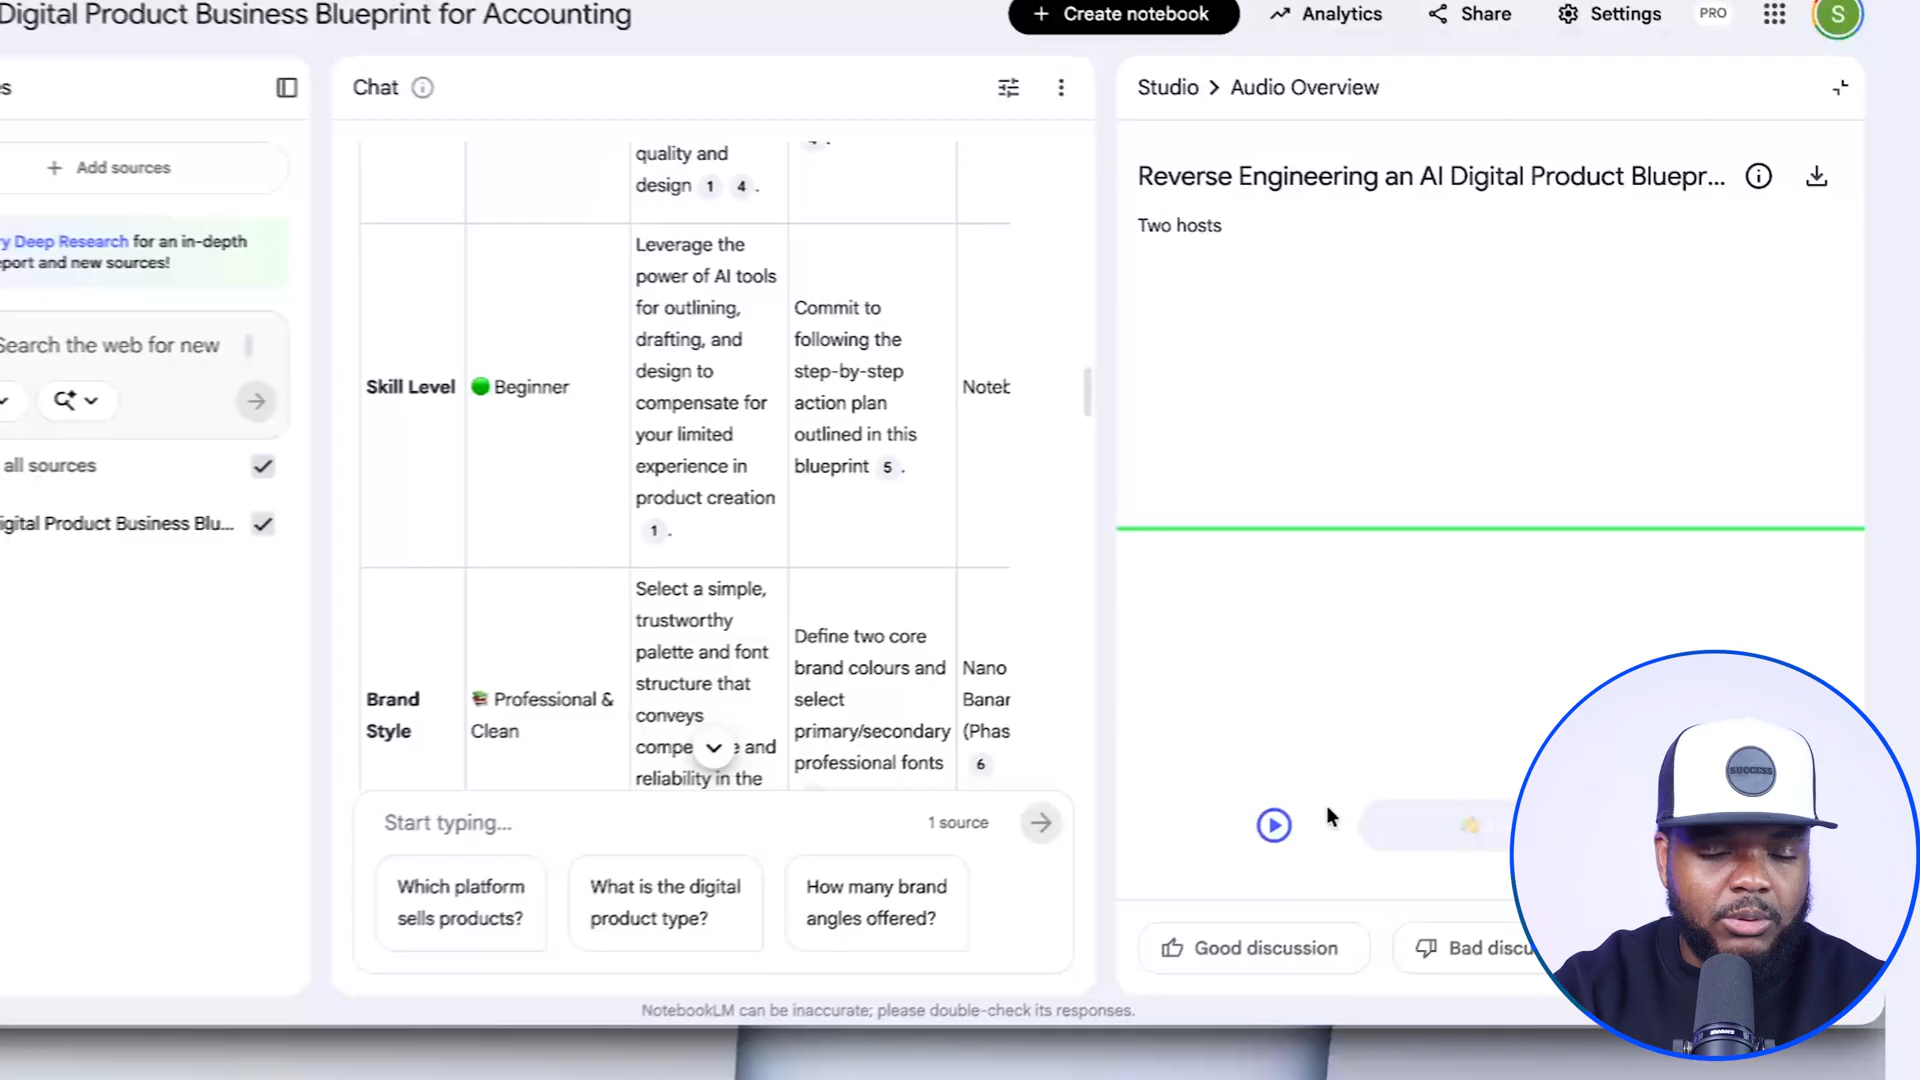 Digital Product Business Blueprint for Accounting
Create notebook
Analytics
Share
Settings
PRO
S
Chat
Studio > Audio Overview
+ Add sources
Deep Research for an in-depth
and new sources!
Search the web for new
all sources
Digital Product Business Blu...
quality and
design 1 4 .
Skill Level
Beginner
Leverage the
power of AI tools
for outlining,
drafting, and
design to
compensate for
your limited
experience in
product creation
1 .
Commit to
following the
step-by-step
action plan
outlined in this
blueprint 5 .
Brand
Style
Professional &
Clean
Select a simple,
trustworthy
palette and font
structure that
conveys
and
reliability in the
Define two core
brand colours and
select
primary/secondary
professional fonts
Nano
6
Start typing...
1 source
Which platform
sells products?
What is the digital
product type?
How many brand
angles offered?
NotebookLM can be inaccurate; please double-check its responses.
Reverse Engineering an AI Digital Product Bluepr...
Two hosts
Good discussion
Bad
SUCCESS